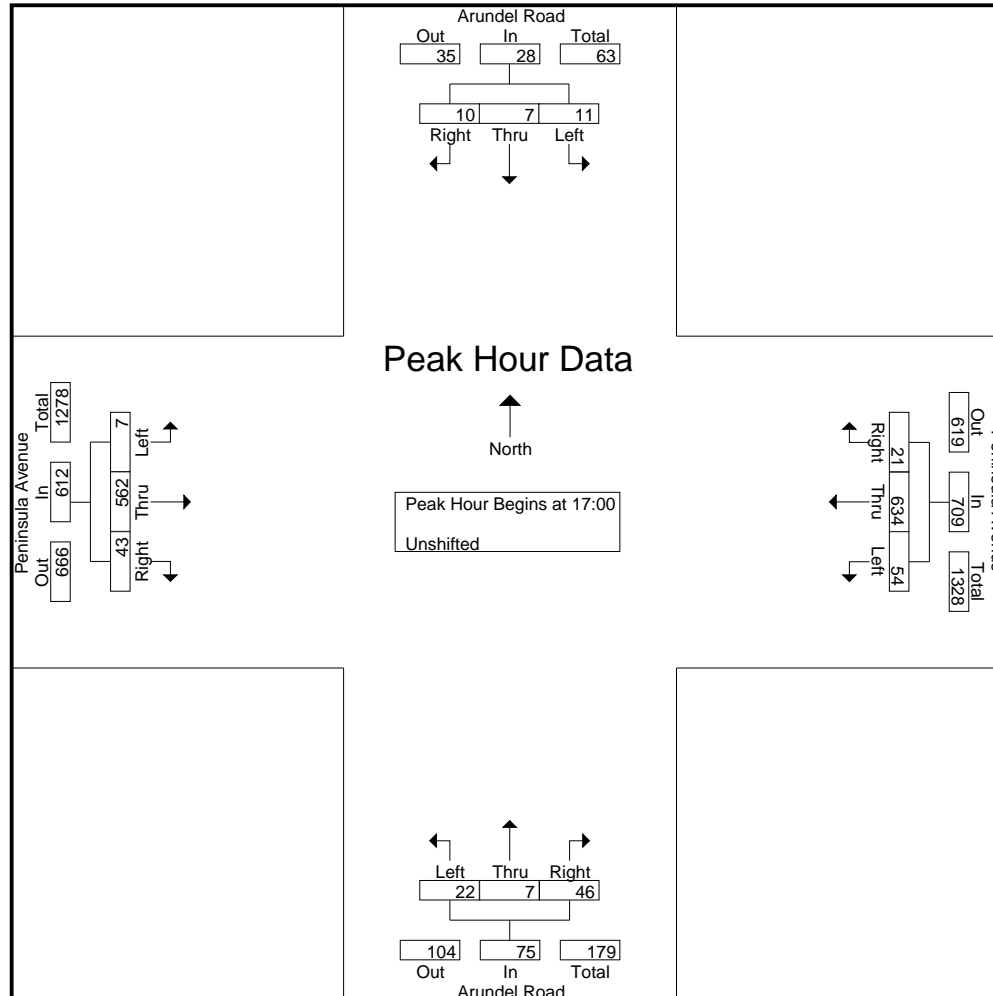 Arundel Road
Out In Total
35 28 63
10 7 11
Right Thru Left
Peak Hour Data
North
Peak Hour Begins at 17:00
Unshifted
Peninsula Avenue
Out In Total
666 612 1278
43 562 7
Right Thru Left
Out In Total
619 709 1328
21 634 54
Right Thru Left
Left Thru Right
22 7 46
104 75 179
Out In Total
Arundel Road